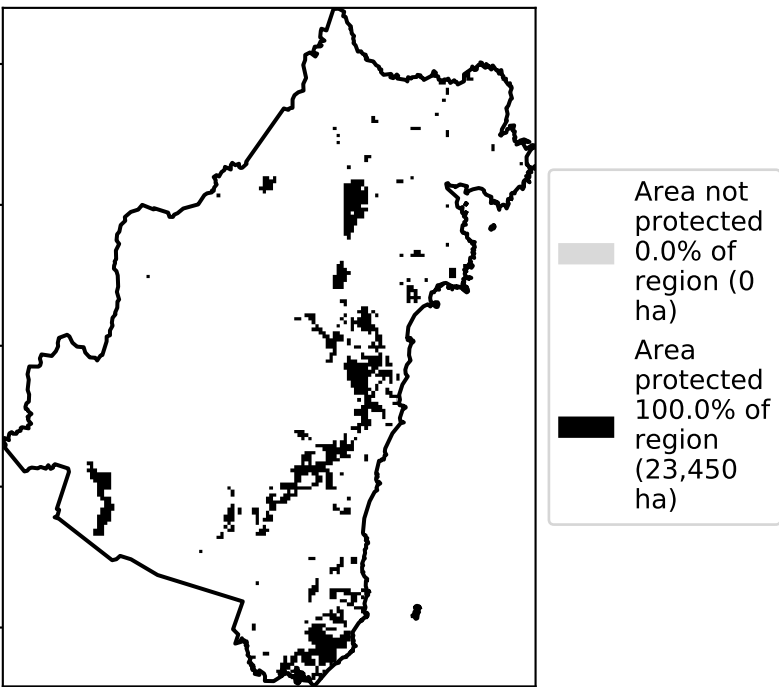 Area not
protected
0.0% of
region (0
ha)
Area
protected
100.0% of
region
(23,450
ha)